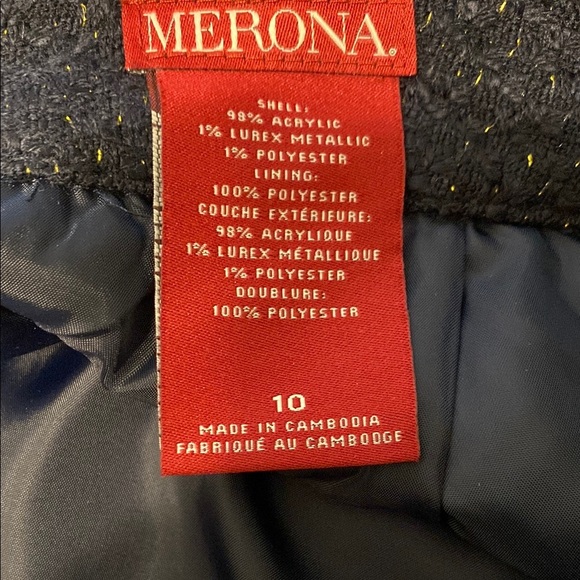 MERONA®
SHELL:
98% ACRYLIC
1% LUREX METALLIC
1% POLYESTER
LINING:
100% POLYESTER
COUCHE EXTÉRIEURE:
98% ACRYLIQUE
1% LUREX MÉTALLIQUE
1% POLYESTER
DOUBLURE:
100% POLYESTER
10
MADE IN CAMBODIA
FABRIQUÉ AU CAMBODGE